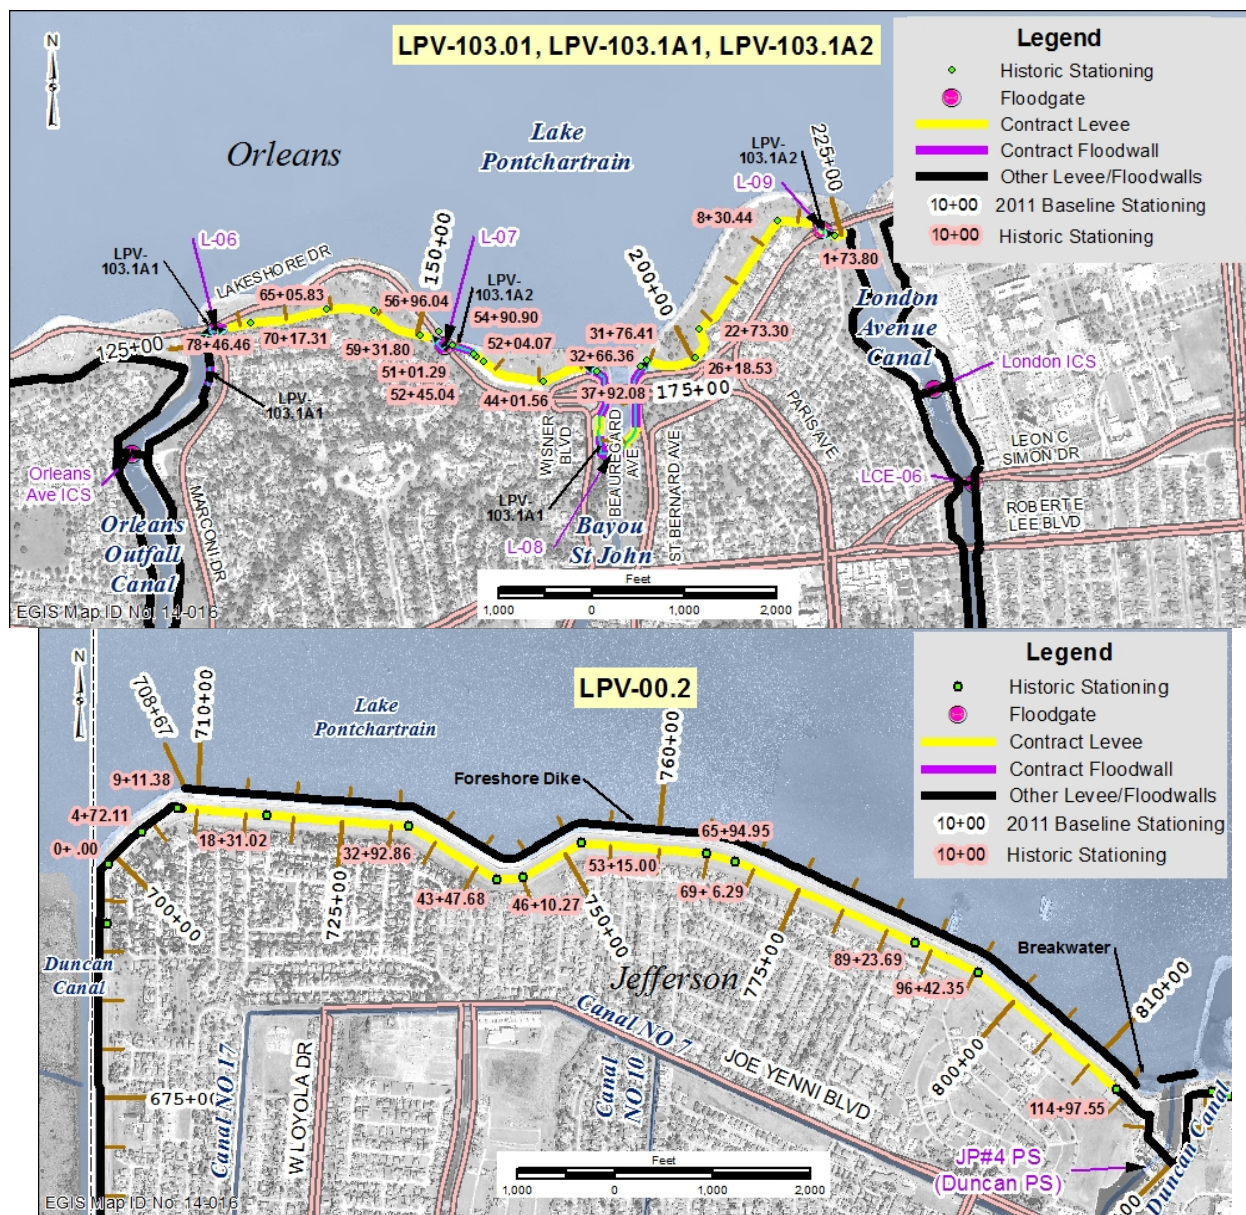 N
LPV-103.01, LPV-103.1A1, LPV-103.1A2
Legend
Historic Stationing
Floodgate
Contract Levee
Contract Floodwall
Other Levee/Floodwalls
10+00 2011 Baseline Stationing
10+00 Historic Stationing
Orleans
Lake
Pontchartrain
LPV-
103.1A2
225+00
L-09
8+30.44
1+73.80
L-06
LPV-
103.1A1
LAKESHORE DR
150+00
L-07
LPV-
103.1A2
200+00
65+05.83
56+96.04
54+90.90
125+00
78+46.46
70+17.31
59+31.80
52+04.07
31+76.41
32+66.36
22+73.30
26+18.53
51+01.29
52+45.04
44+01.56
37+92.08
175+00
LPV-
103.1A1
London
Avenue
Canal
London ICS
WISNER
BLVD
BEAUREGARD
AVE
ST BERNARD AVE
PARIS AVE
LEON C
SIMON DR
LCE-06
ROBERT E
LEE BLVD
Orleans
Ave ICS
MARCONI DR
Orleans
Outfall
Canal
LPV-
103.1A1
L-08
Bayou
St John
Feet
1,000 0 1,000 2,000
EGIS Map ID No. 14-016
N
LPV-00.2
Legend
Historic Stationing
Floodgate
Contract Levee
Contract Floodwall
Other Levee/Floodwalls
10+00 2011 Baseline Stationing
10+00 Historic Stationing
708+67
710+00
Lake
Pontchartrain
760+00
9+11.38
Foreshore Dike
4+72.11
0+.00
18+31.02
32+92.86
65+94.95
53+15.00
43+47.68
46+10.27
69+6.29
700+00
725+00
750+00
775+00
89+23.69
96+42.35
Breakwater
810+00
Duncan
Canal
Jefferson
Canal NO 7
800+00
JOE YENNI BLVD
675+00
Canal NO 17
W LOYOLA DR
Canal
NO 10
114+97.55
JP#4 PS
(Duncan PS)
Duncan Canal
Feet
1,000 0 1,000 2,000
EGIS Map ID No. 14-016